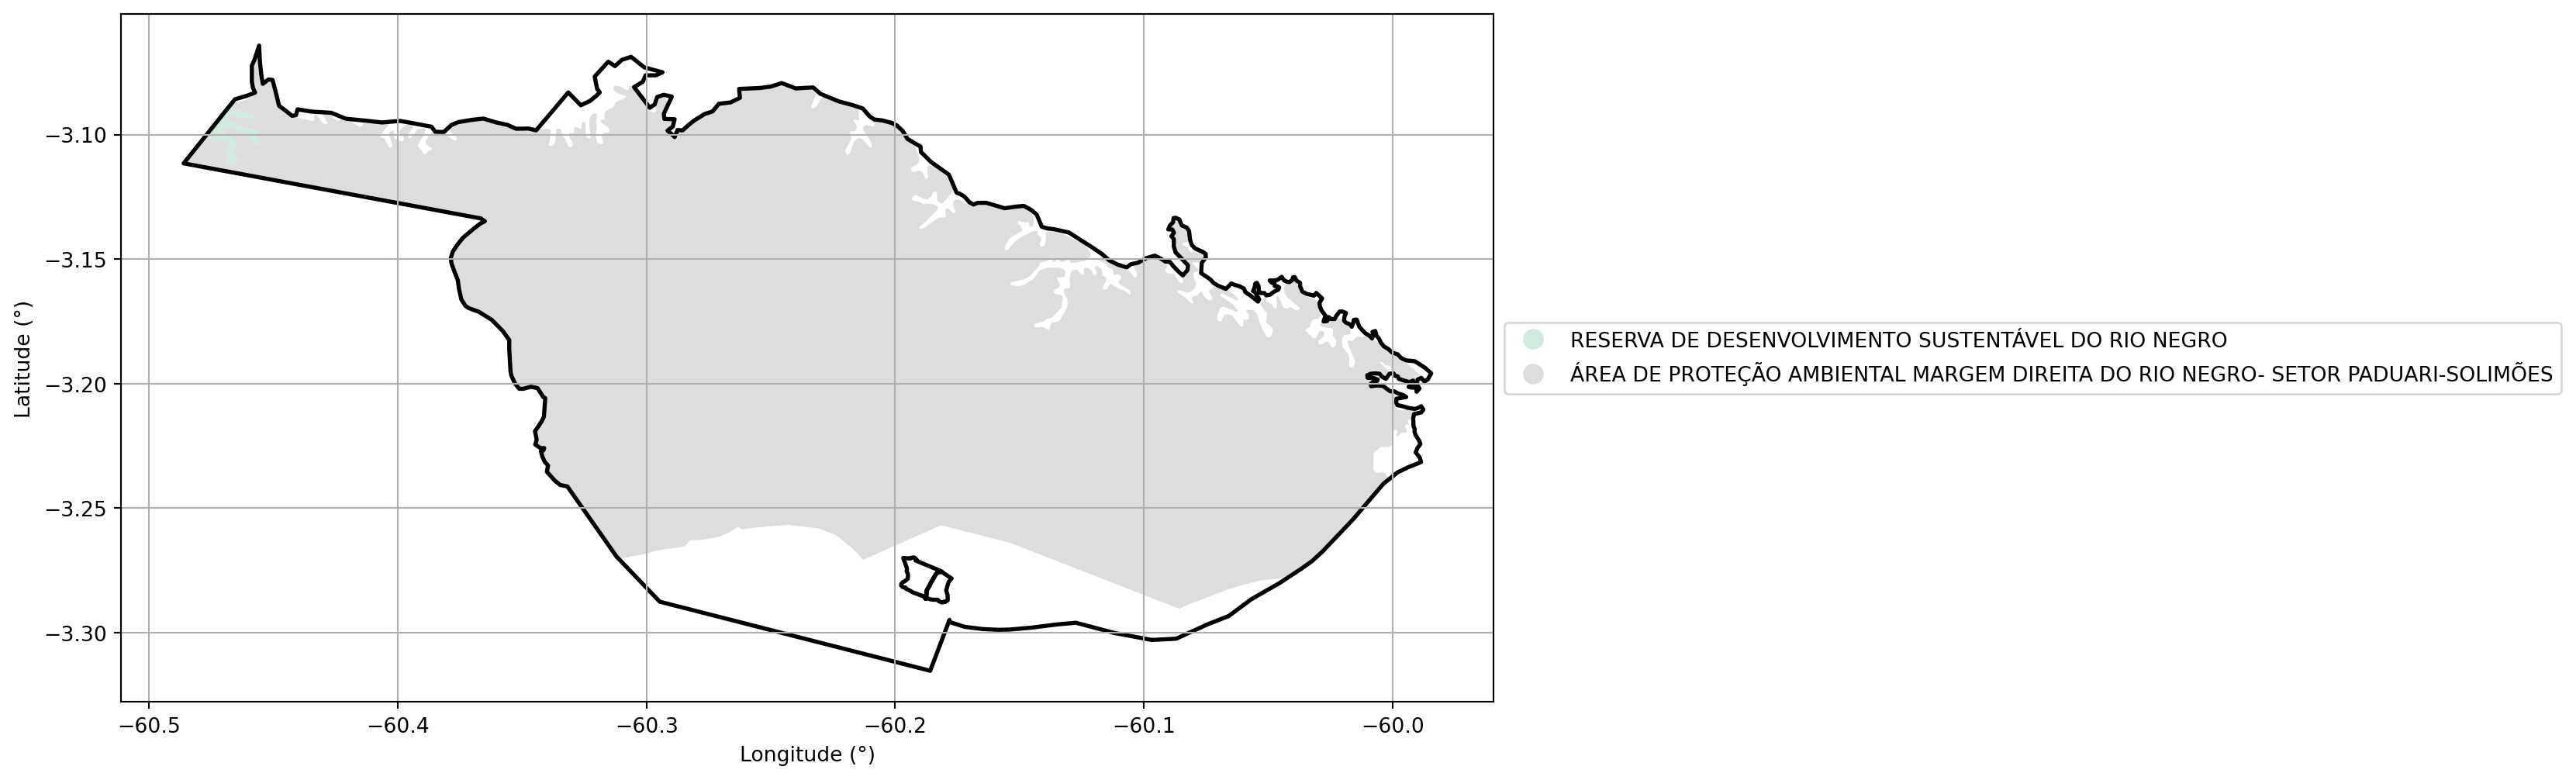 −3.10
−3.15
−3.20
−3.25
−3.30
Latitude (°)
−60.5 −60.4 −60.3 −60.2 −60.1 −60.0
Longitude (°)
RESERVA DE DESENVOLVIMENTO SUSTENTÁVEL DO RIO NEGRO
ÁREA DE PROTEÇÃO AMBIENTAL MARGEM DIREITA DO RIO NEGRO- SETOR PADUARI-SOLIMÕES